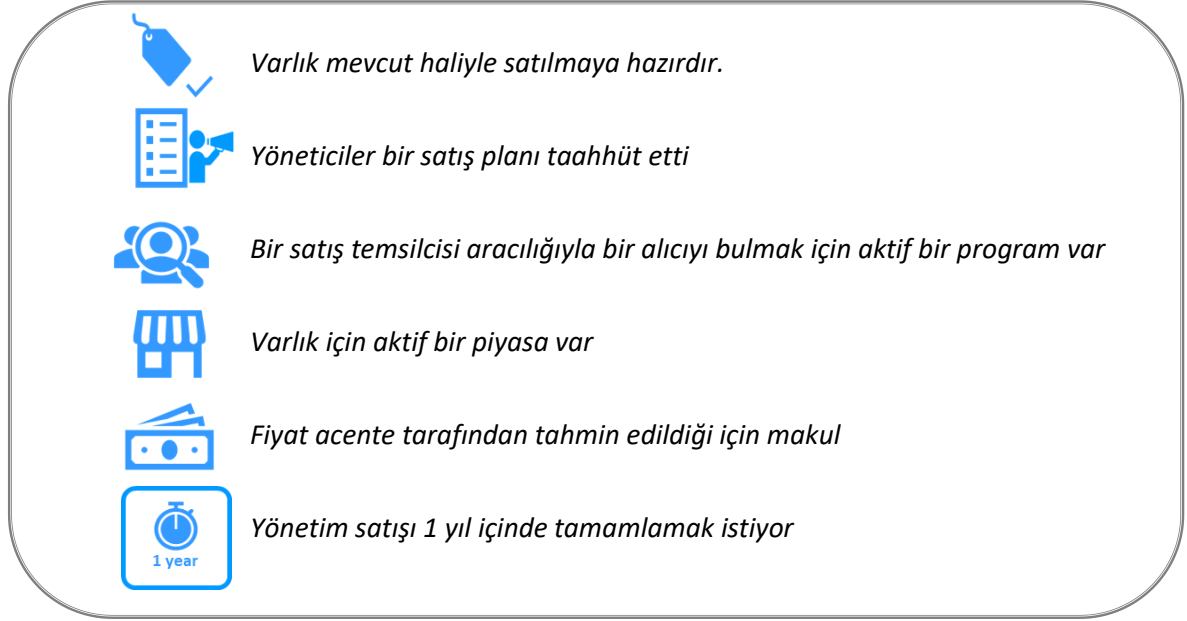 Varlık mevcut haliyle satılmaya hazırdır.
Yöneticiler bir satış planı taahhüt etti
Bir satış temsilcisi aracılığıyla bir alıcıyı bulmak için aktif bir program var
Varlık için aktif bir piyasa var
Fiyat acente tarafından tahmin edildiği için makul
Yönetim satışı 1 yıl içinde tamamlamak istiyor
1 year